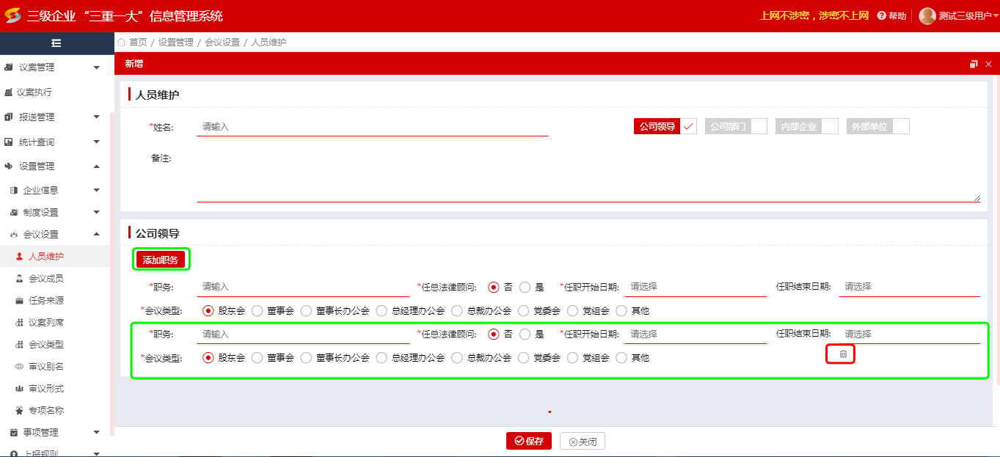 三级企业“三重一大”信息管理系统
上网不涉密，涉密不上网 帮助 测试三级用户
首页 / 设置管理 / 会议设置 / 人员维护
议案管理
议案执行
报送管理
统计查询
设置管理
企业信息
制度设置
会议设置
人员维护
会议成员
任务来源
议案列席
会议类型
审议别名
审议形式
专项名称
事项管理
上报规则
新增
人员维护
*姓名: 请输入 公司领导 公司部门 内部企业 外部单位
备注:
公司领导
添加职务
*职务: 请输入 *任总法律顾问: 否 是 *任职开始日期: 请选择 任职结束日期: 请选择
*会议类型: 股东会 董事会 董事长办公会 总经理办公会 总裁办公会 党委会 党组会 其他
*职务: 请输入 *任总法律顾问: 否 是 *任职开始日期: 请选择 任职结束日期: 请选择
*会议类型: 股东会 董事会 董事长办公会 总经理办公会 总裁办公会 党委会 党组会 其他
保存 关闭